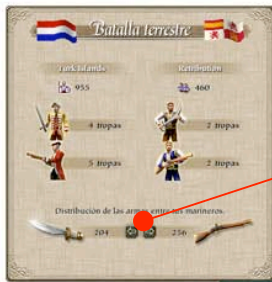 Batalla terrestre
Turk Islands Retribution
955 460
4 tropas 2 tropas
5 tropas 2 tropas
Distribución de las armas entre tus marineros.
204 256